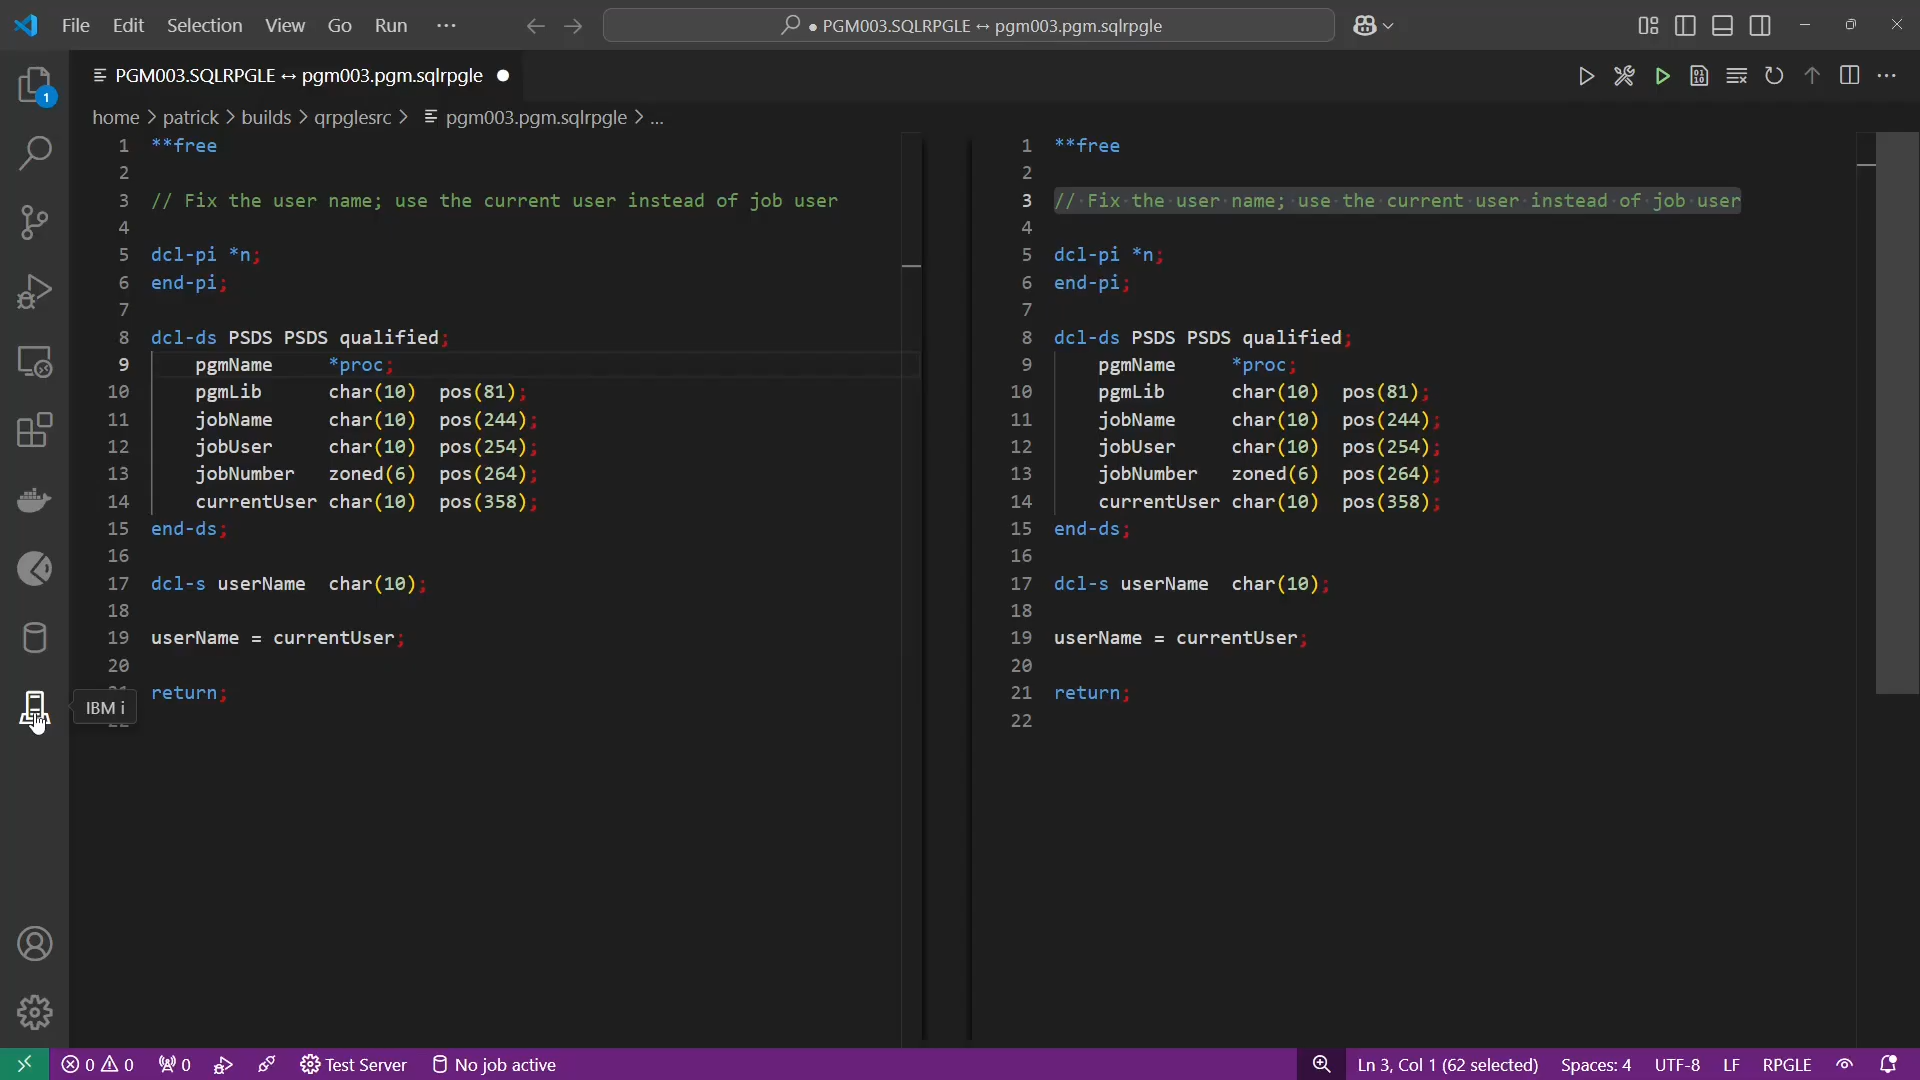 File Edit Selection View Go Run ···
● PGM003.SQLRPGLE ↔ pgm003.pgm.sqlrpgle
PGM003.SQLRPGLE ↔ pgm003.pgm.sqlrpgle ●
1
home > patrick > builds > qrpglesrc > pgm003.pgm.sqlrpgle > ...
1 **free
2
3 // Fix the user name; use the current user instead of job user
4
5 dcl-pi *n;
6 end-pi;
7
8 dcl-ds PSDS PSDS qualified;
9 pgmName *proc;
10 pgmLib char(10) pos(81);
11 jobName char(10) pos(244);
12 jobUser char(10) pos(254);
13 jobNumber zoned(6) pos(264);
14 currentUser char(10) pos(358);
15 end-ds;
16
17 dcl-s userName char(10);
18
19 userName = currentUser;
20
return;
IBM i
1 **free
2
3 // Fix the user name; use the current user instead of job user
4
5 dcl-pi *n;
6 end-pi;
7
8 dcl-ds PSDS PSDS qualified;
9 pgmName *proc;
10 pgmLib char(10) pos(81);
11 jobName char(10) pos(244);
12 jobUser char(10) pos(254);
13 jobNumber zoned(6) pos(264);
14 currentUser char(10) pos(358);
15 end-ds;
16
17 dcl-s userName char(10);
18
19 userName = currentUser;
20
21 return;
22
0 0 0 Test Server No job active Ln 3, Col 1 (62 selected) Spaces: 4 UTF-8 LF RPGLE